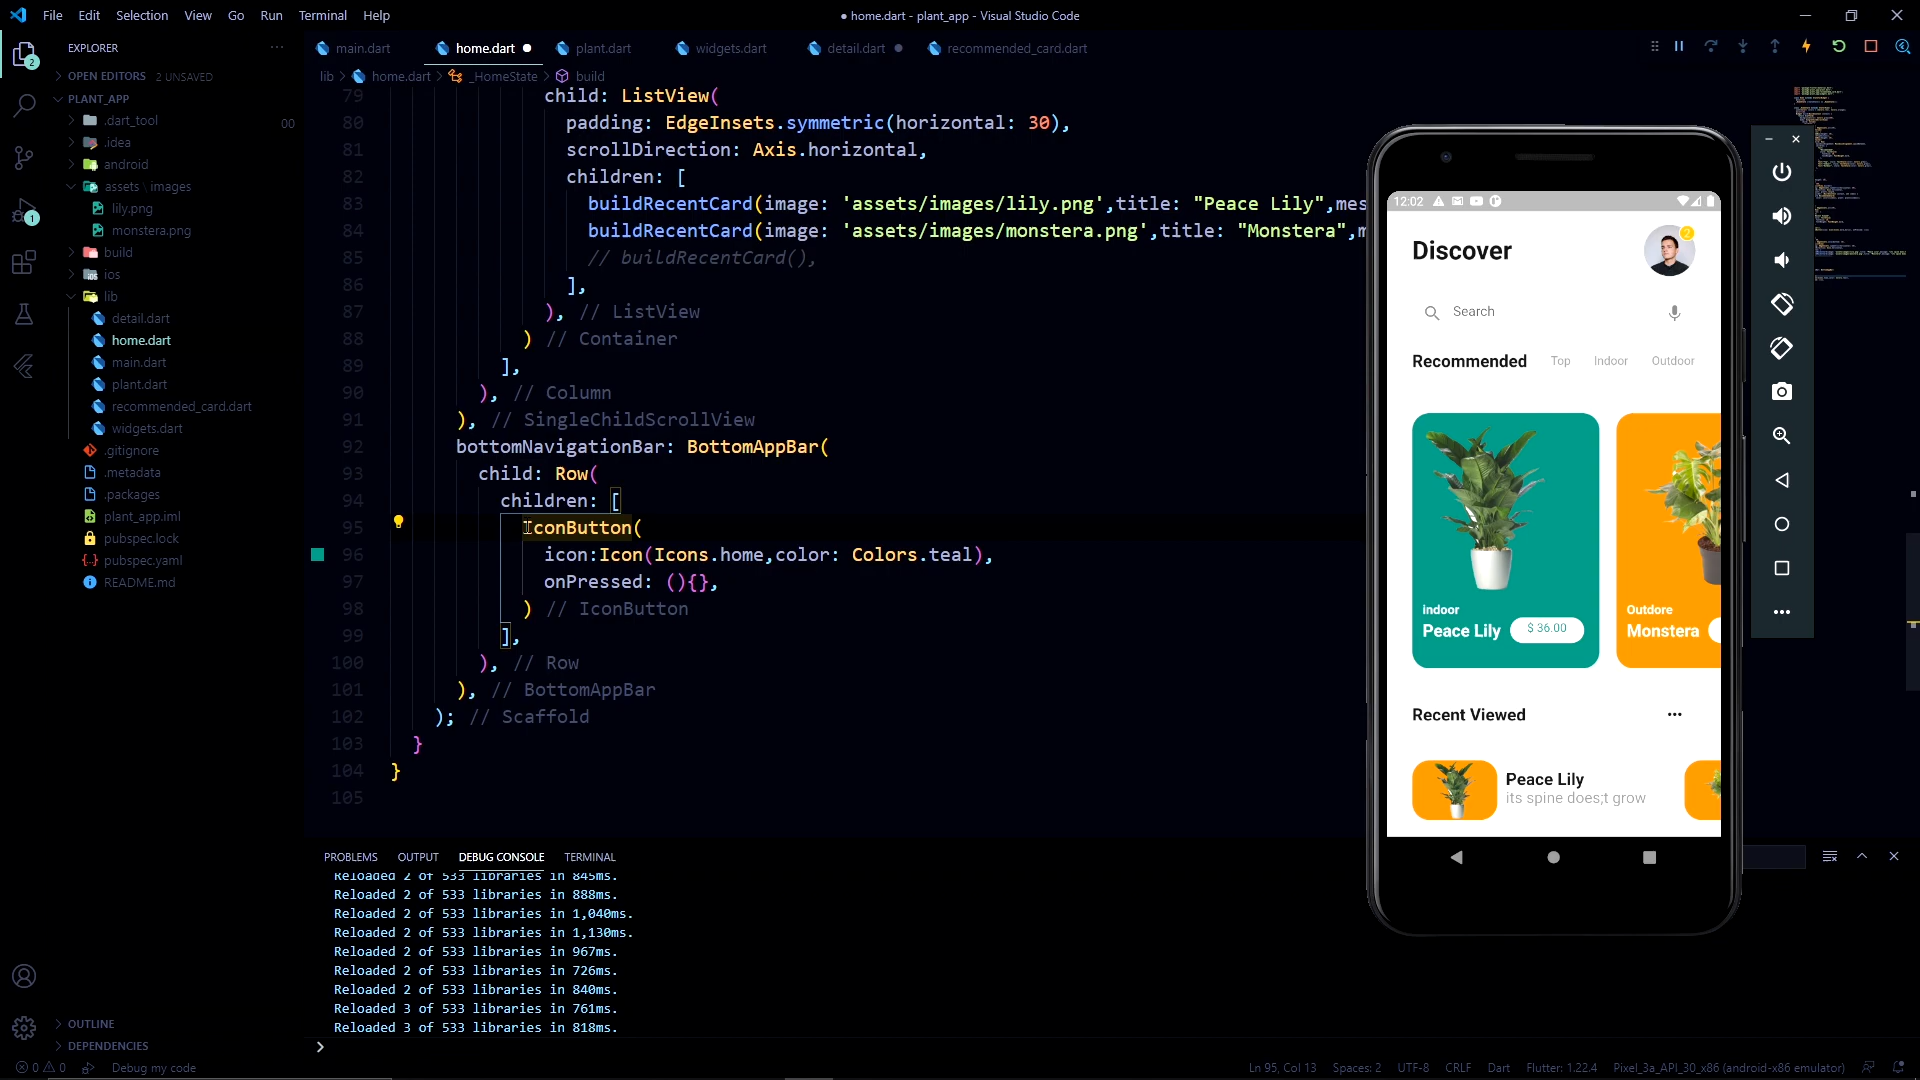 File Edit Selection View Go Run Terminal Help
● home.dart - plant_app - Visual Studio Code
EXPLORER
main.dart home.dart plant.dart widgets.dart detail.dart recommended_card.dart
OPEN EDITORS 2 UNSAVED
lib > home.dart > _HomeState > build
PLANT_APP
.dart_tool
.idea
android
assets \ images
lily.png
monstera.png
build
ios
lib
detail.dart
home.dart
main.dart
plant.dart
recommended_card.dart
widgets.dart
.gitignore
.metadata
.packages
plant_app.iml
pubspec.lock
pubspec.yaml
README.md
OUTLINE
DEPENDENCIES
2
1
79 child: ListView(
80 padding: EdgeInsets.symmetric(horizontal: 30),
81 scrollDirection: Axis.horizontal,
82 children: [
83 buildRecentCard(image: 'assets/images/lily.png',title: "Peace Lily",mes
84 buildRecentCard(image: 'assets/images/monstera.png',title: "Monstera",m
85 // buildRecentCard(),
86 ],
87 ), // ListView
88 ) // Container
89 ],
90 ), // Column
91 ), // SingleChildScrollView
92 bottomNavigationBar: BottomAppBar(
93 child: Row(
94 children: [
95 IconButton(
96 icon:Icon(Icons.home,color: Colors.teal),
97 onPressed: (){},
98 ) // IconButton
99 ],
100 ), // Row
101 ), // BottomAppBar
102 ); // Scaffold
103 }
104 }
105
12:02
Discover
2
Search
Recommended Top Indoor Outdoor
indoor
Peace Lily $ 36.00
Outdore
Monstera
Recent Viewed
Peace Lily
its spine does;t grow
PROBLEMS OUTPUT DEBUG CONSOLE TERMINAL
Reloaded 2 of 533 libraries in 845ms.
Reloaded 2 of 533 libraries in 888ms.
Reloaded 2 of 533 libraries in 1,040ms.
Reloaded 2 of 533 libraries in 1,130ms.
Reloaded 2 of 533 libraries in 967ms.
Reloaded 2 of 533 libraries in 726ms.
Reloaded 2 of 533 libraries in 840ms.
Reloaded 3 of 533 libraries in 761ms.
Reloaded 3 of 533 libraries in 818ms.
0 0 Debug my code
Ln 95, Col 13 Spaces: 2 UTF-8 CRLF Dart Flutter: 1.22.4 Pixel_3a_API_30_x86 (android-x86 emulator)